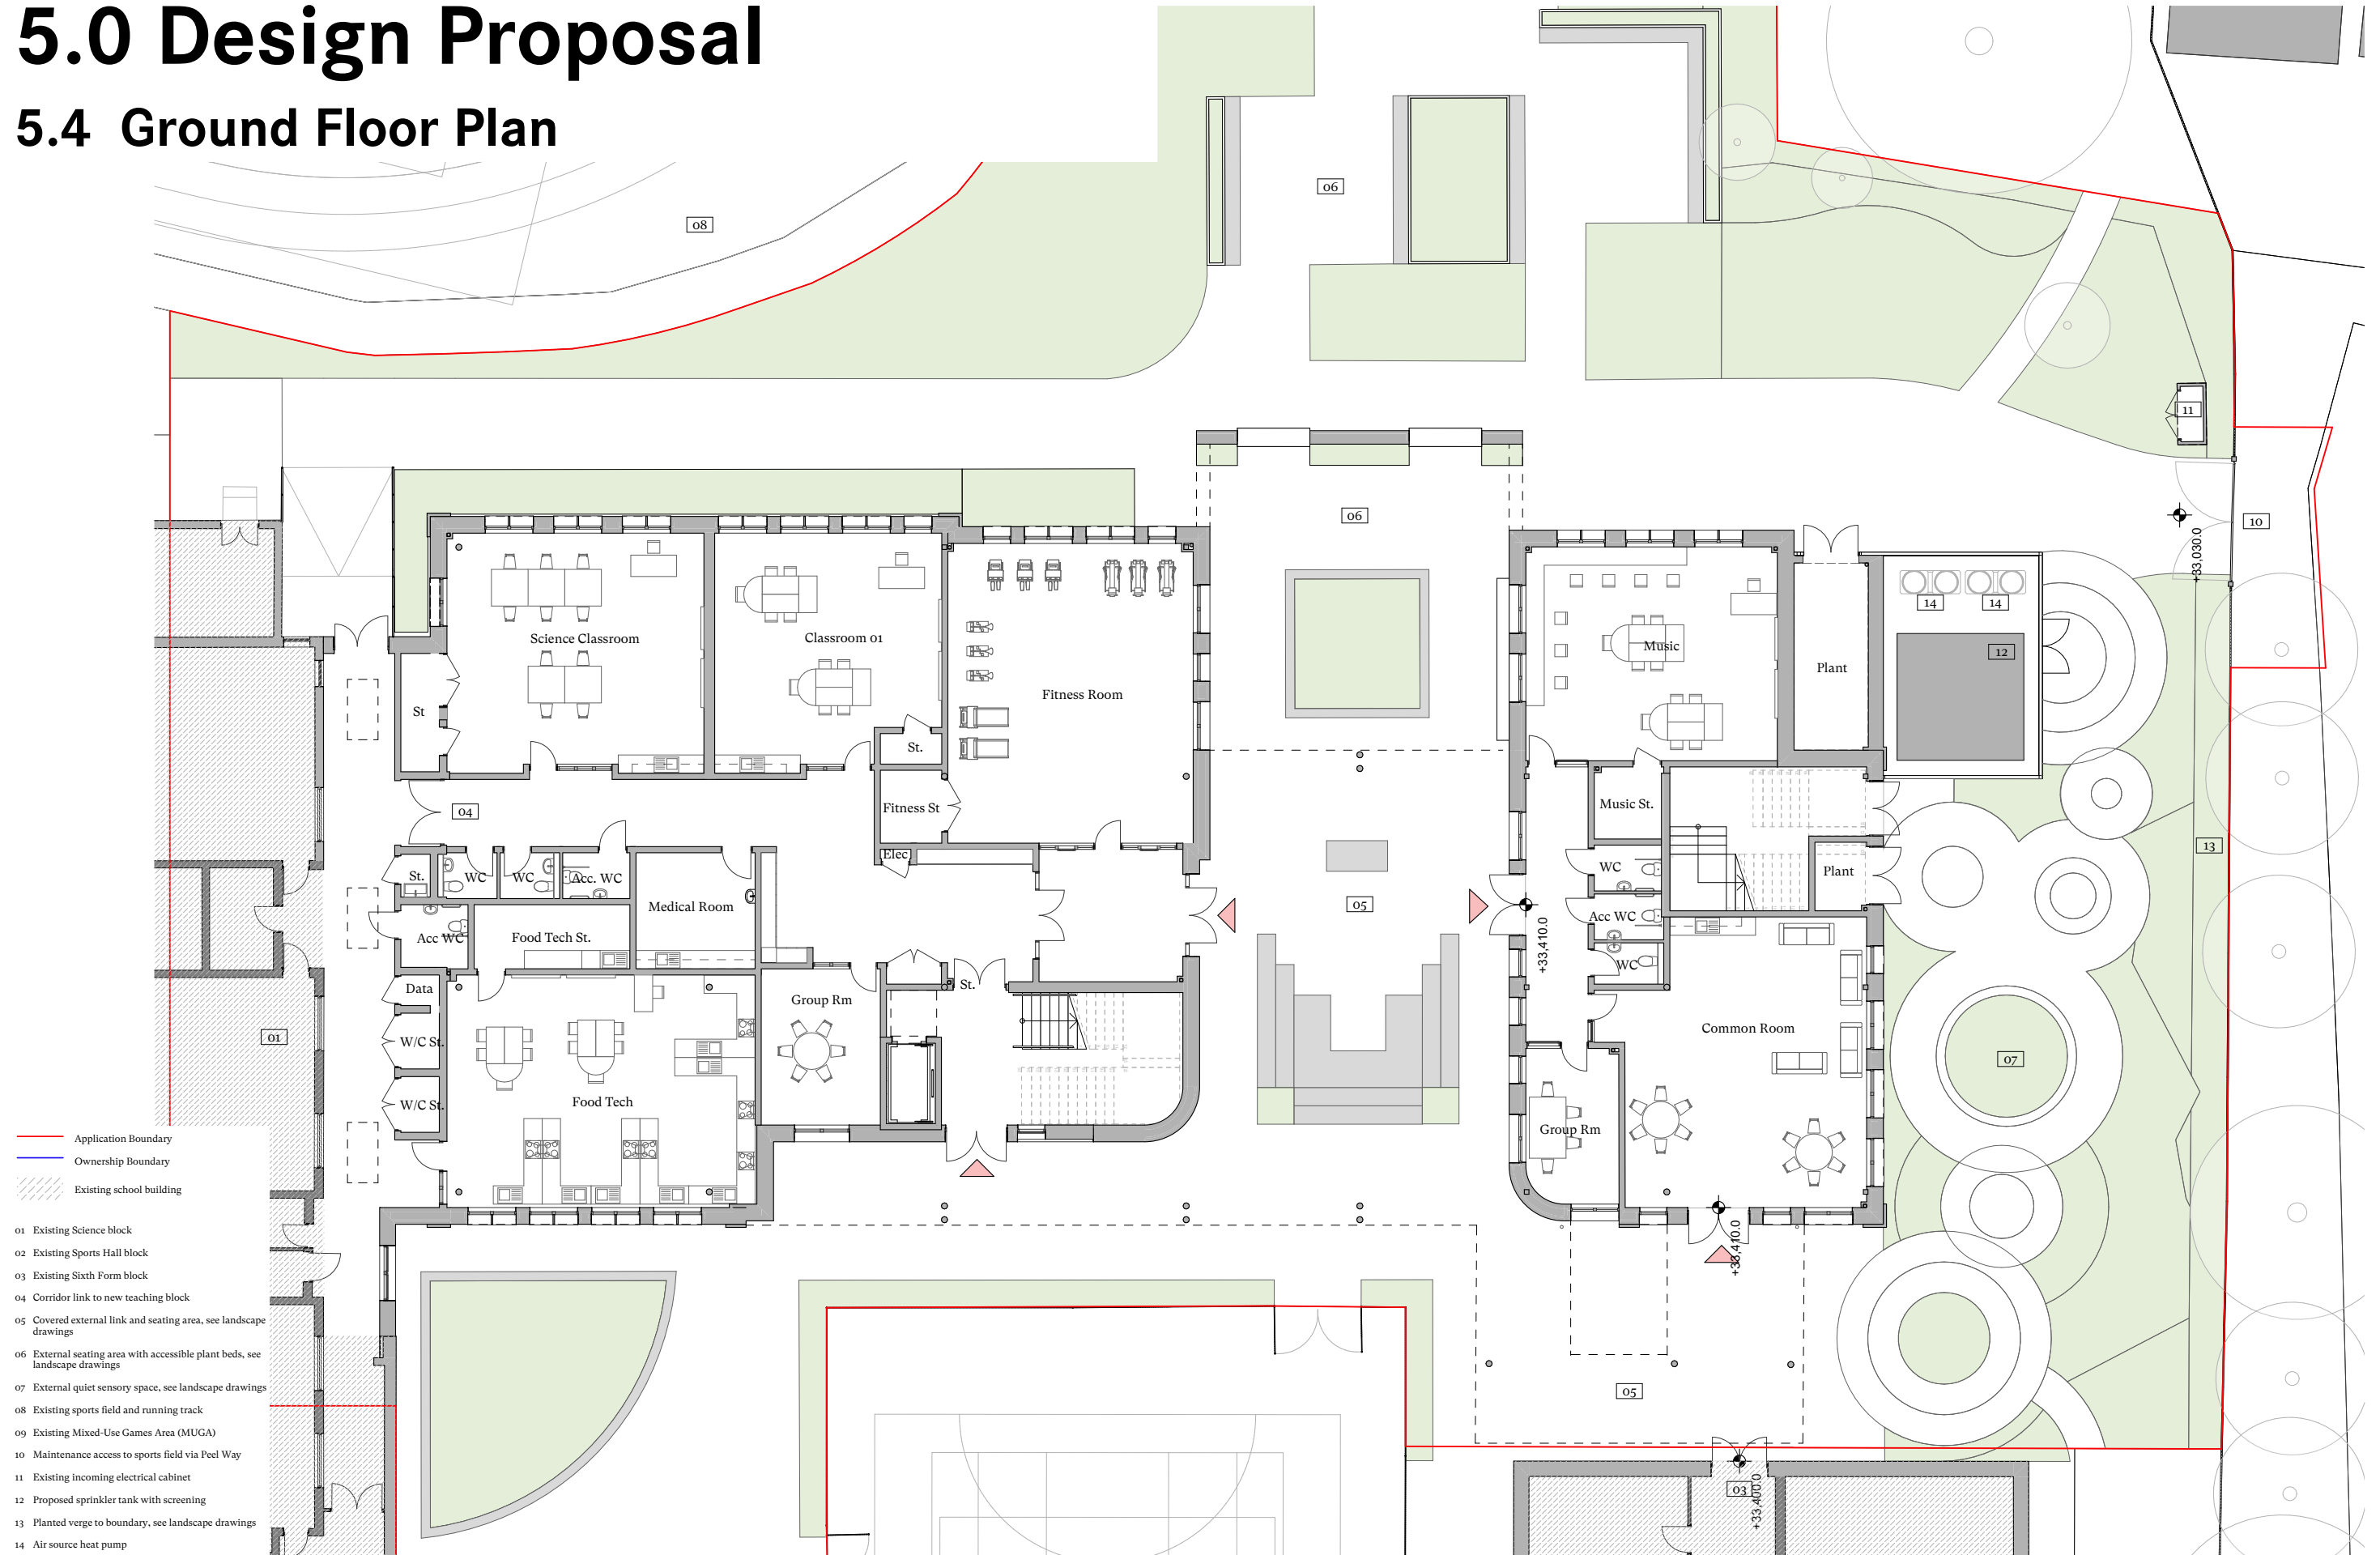 5.0 Design Proposal
5.4 Ground Floor Plan
08
06
11
10
+33,030.0
06
14
14
12
Science Classroom
Classroom 01
Music
Plant
St
Fitness Room
St.
04
Fitness St
Music St.
Elec
13
St.
WC
WC
Acc. WC
WC
Plant
Medical Room
05
Acc WC
Acc WC
Food Tech St.
+33,410.0
WC
Data
St.
Group Rm
01
W/C St.
Common Room
07
W/C St.
Food Tech
Group Rm
+33,410.0
05
03
+33,400.0
Application Boundary
Ownership Boundary
Existing school building
01 Existing Science block
02 Existing Sports Hall block
03 Existing Sixth Form block
04 Corridor link to new teaching block
05 Covered external link and seating area, see landscape
drawings
06 External seating area with accessible plant beds, see
landscape drawings
07 External quiet sensory space, see landscape drawings
08 Existing sports field and running track
09 Existing Mixed-Use Games Area (MUGA)
10 Maintenance access to sports field via Peel Way
11 Existing incoming electrical cabinet
12 Proposed sprinkler tank with screening
13 Planted verge to boundary, see landscape drawings
14 Air source heat pump